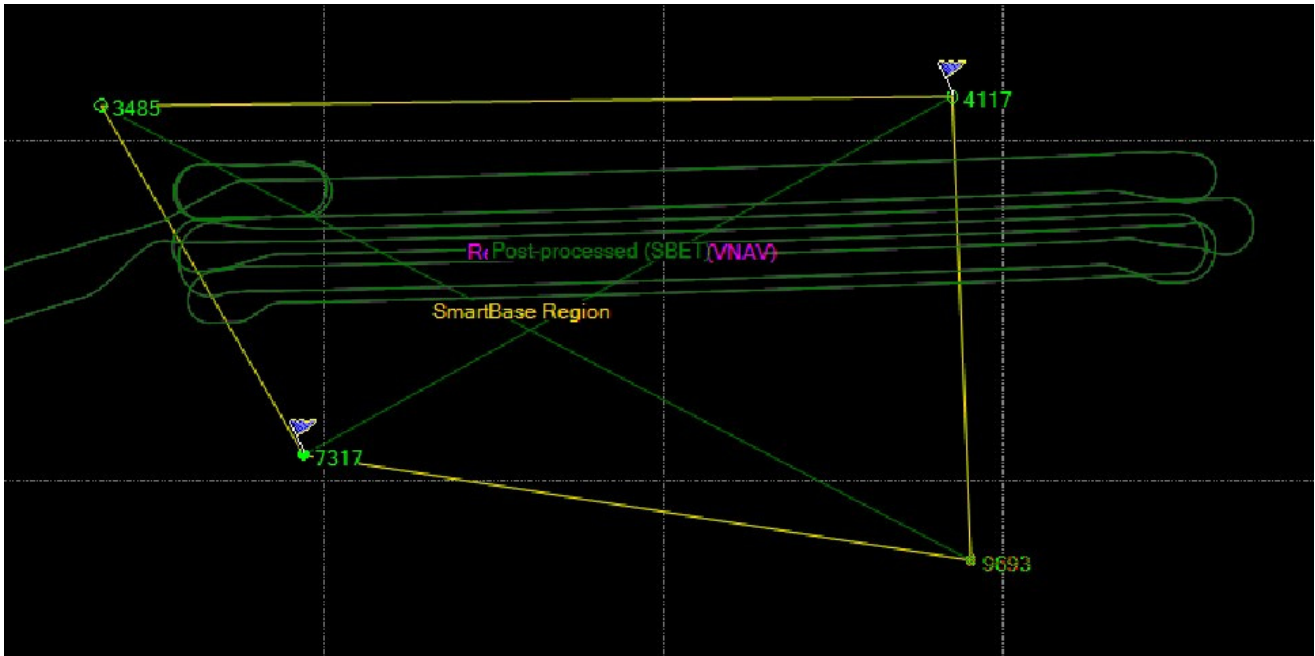 3485
4117
Post-processed (SBET)
(VNAV)
SmartBase Region
7317
9693